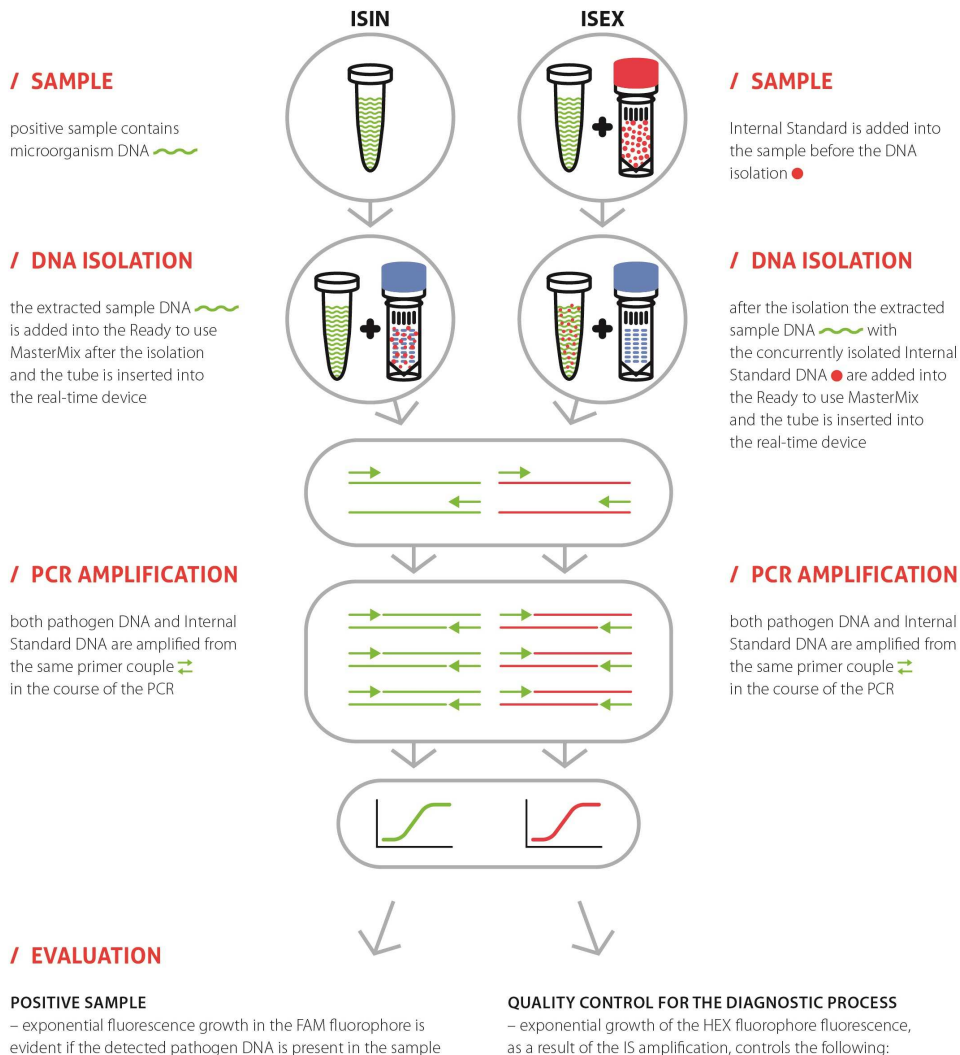 ISIN
ISEX
/ SAMPLE
positive sample contains
microorganism DNA
/ SAMPLE
Internal Standard is added into
the sample before the DNA
isolation
/ DNA ISOLATION
the extracted sample DNA
is added into the Ready to use
MasterMix after the isolation
and the tube is inserted into
the real-time device
/ DNA ISOLATION
after the isolation the extracted
sample DNA with
the concurrently isolated Internal
Standard DNA are added into
the Ready to use MasterMix
and the tube is inserted into
the real-time device
/ PCR AMPLIFICATION
both pathogen DNA and Internal
Standard DNA are amplified from
the same primer couple
in the course of the PCR
/ PCR AMPLIFICATION
both pathogen DNA and Internal
Standard DNA are amplified from
the same primer couple
in the course of the PCR
/ EVALUATION
POSITIVE SAMPLE
– exponential fluorescence growth in the FAM fluorophore is
evident if the detected pathogen DNA is present in the sample
QUALITY CONTROL FOR THE DIAGNOSTIC PROCESS
– exponential growth of the HEX fluorophore fluorescence,
as a result of the IS amplification, controls the following: